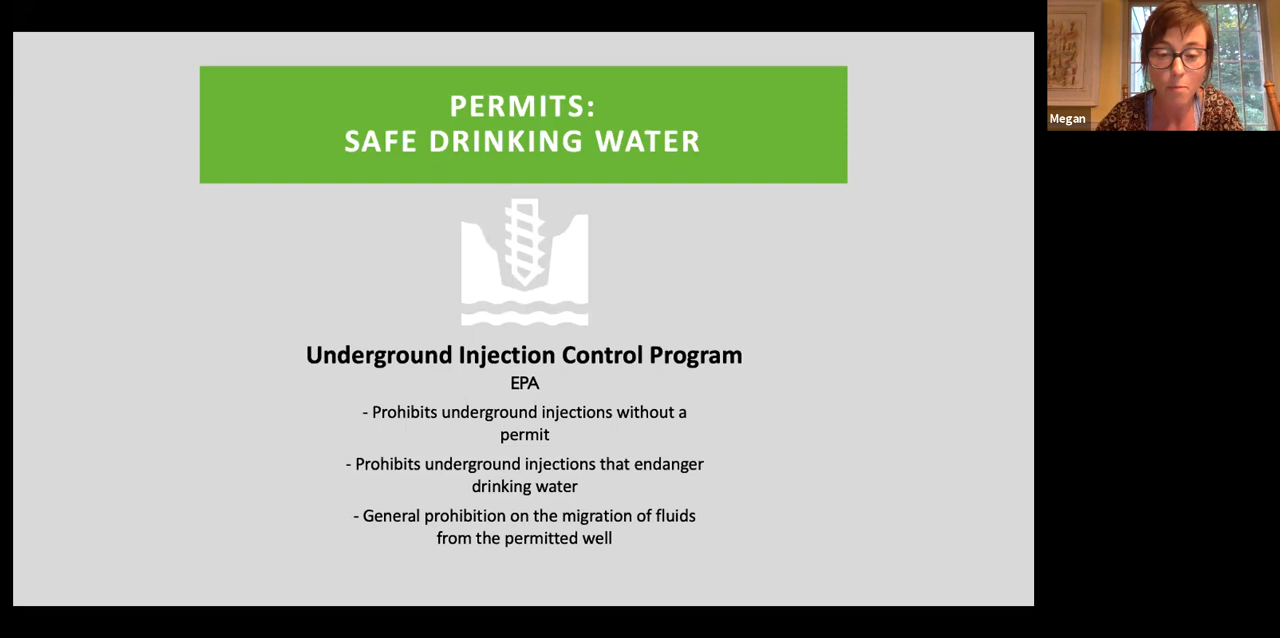 PERMITS:
SAFE DRINKING WATER
Underground Injection Control Program
EPA
- Prohibits underground injections without a
permit
- Prohibits underground injections that endanger
drinking water
- General prohibition on the migration of fluids
from the permitted well
Megan